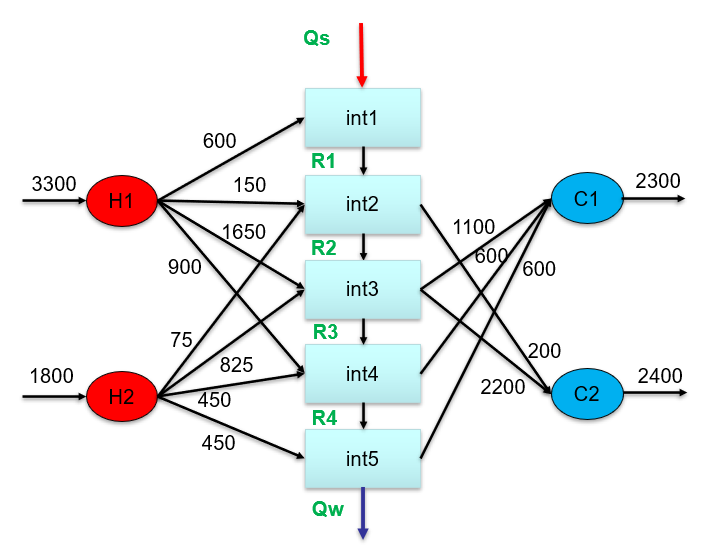 Qs
int1
600
R1
3300
H1
150
int2
C1
2300
1650
R2
1100
600
900
int3
600
R3
75
825
200
1800
H2
450
int4
2200
C2
2400
R4
450
int5
Qw